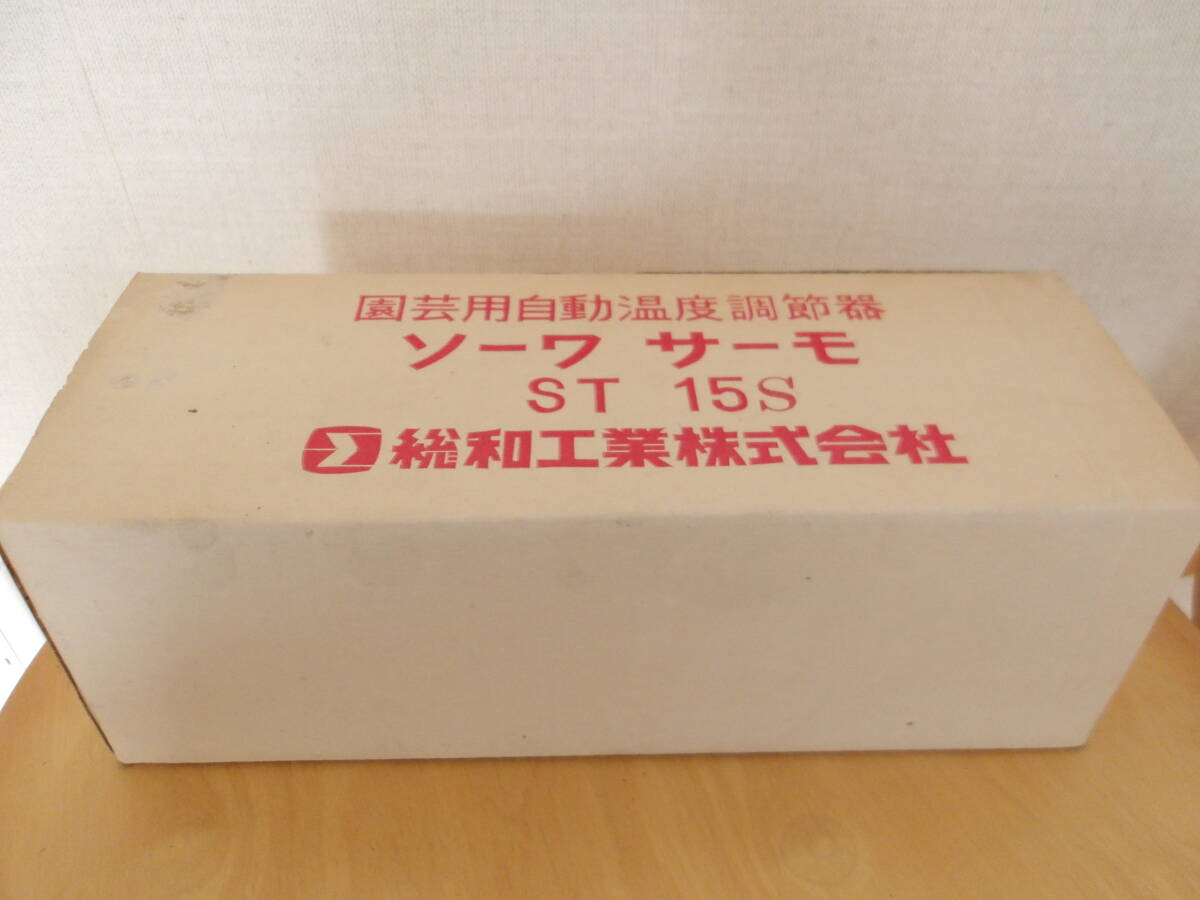 園芸用自動温度調節器
ソーワ サーモ
ST 15S
総和工業株式会社